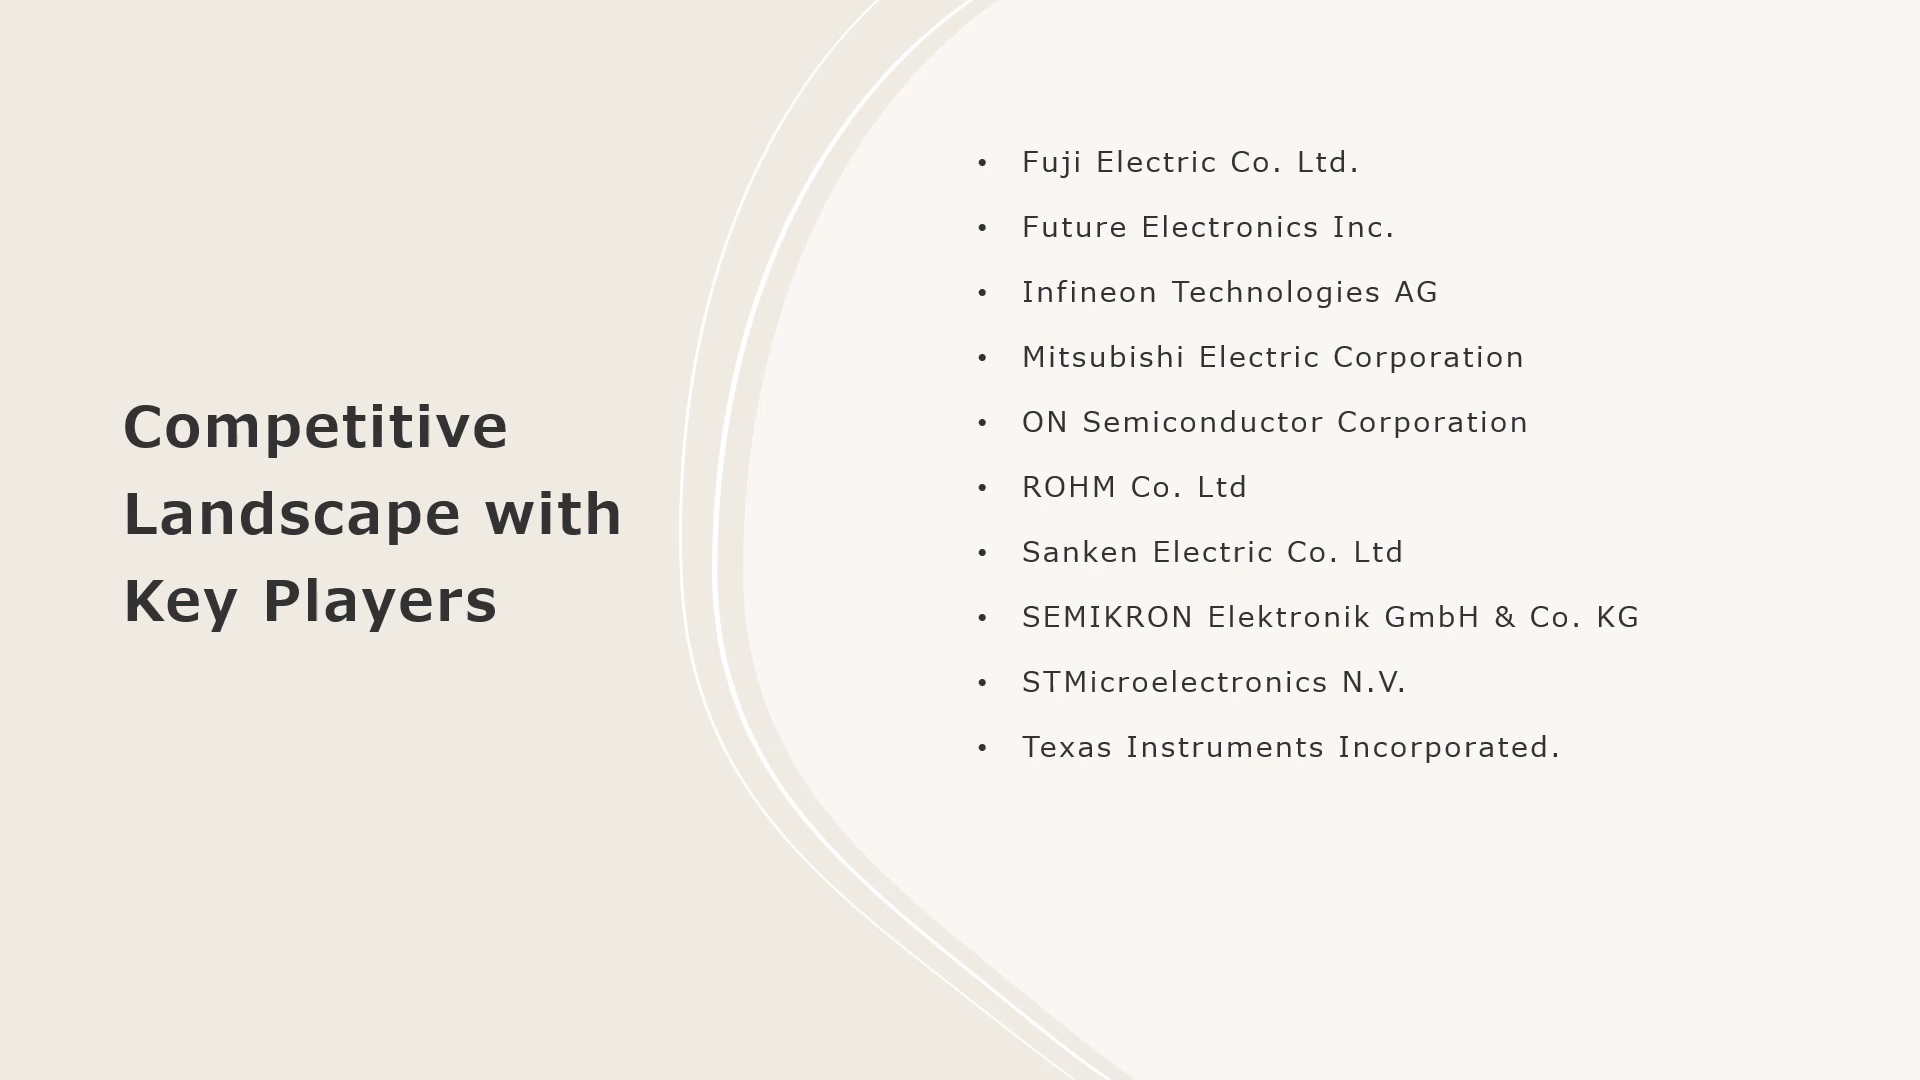 Competitive
Landscape with
Key Players
• Fuji Electric Co. Ltd.
• Future Electronics Inc.
• Infineon Technologies AG
• Mitsubishi Electric Corporation
• ON Semiconductor Corporation
• ROHM Co. Ltd
• Sanken Electric Co. Ltd
• SEMIKRON Elektronik GmbH & Co. KG
• STMicroelectronics N.V.
• Texas Instruments Incorporated.